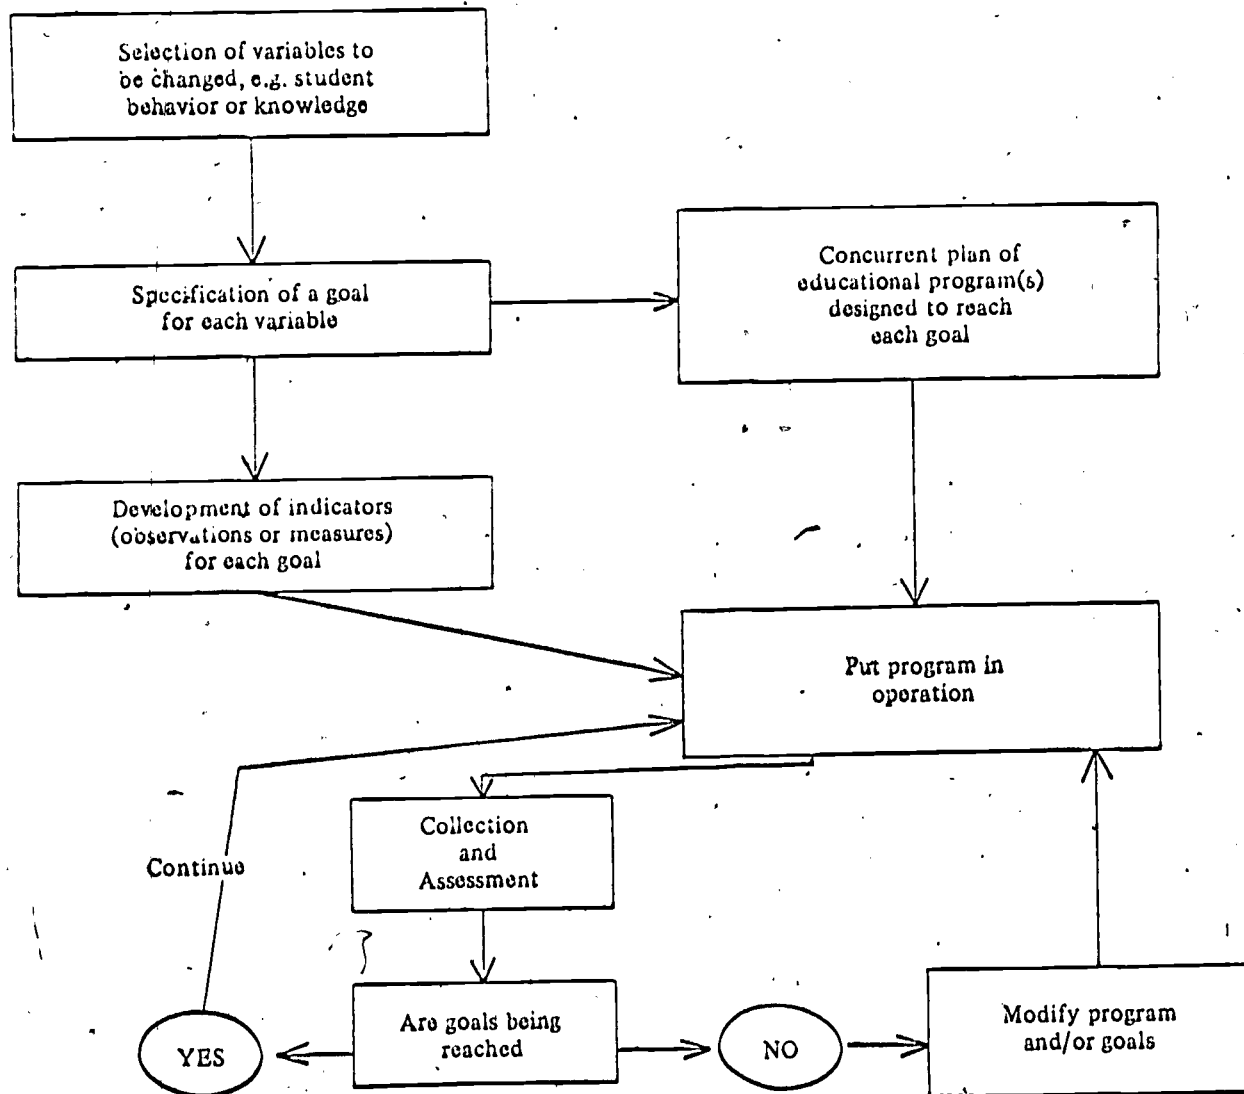 Selection of variables to
be changed, e.g. student
behavior or knowledge
Specification of a goal
for each variable
Concurrent plan of
educational program(s)
designed to reach
each goal
Development of indicators
(observations or measures)
for each goal
Put program in
operation
Collection
and
Assessment
Continue
Are goals being
reached
YES
NO
Modify program
and/or goals